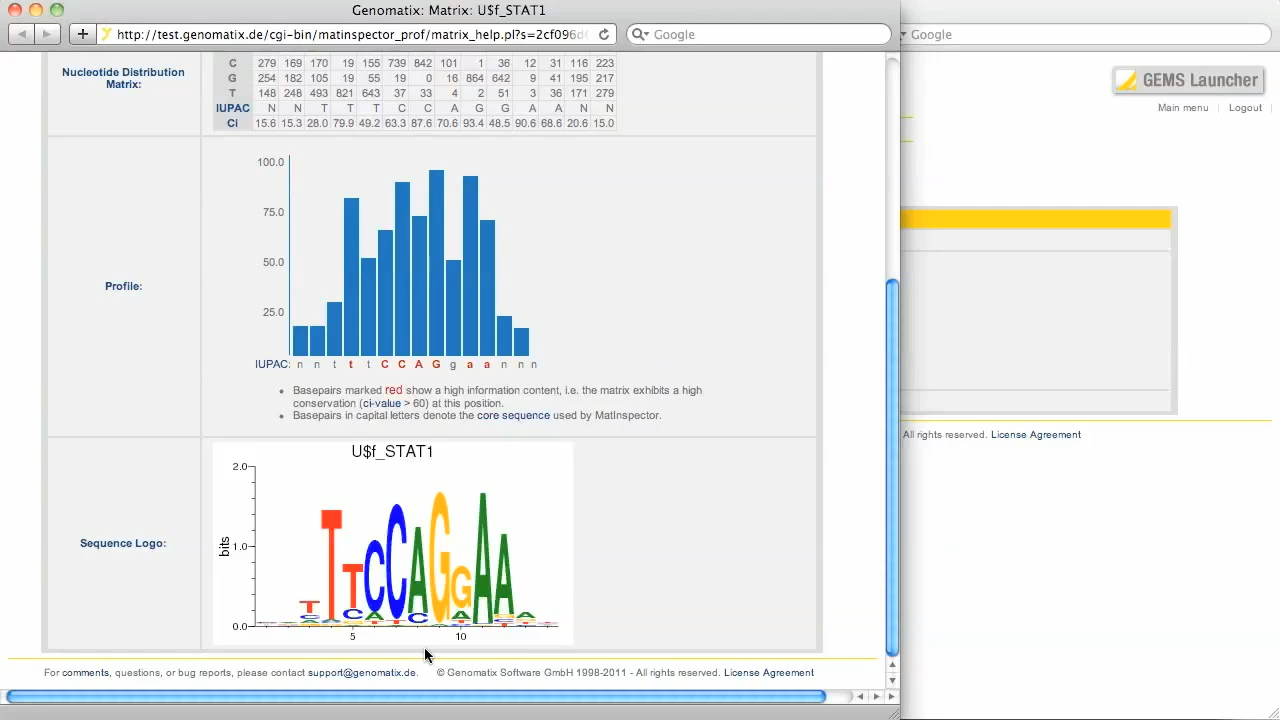 Genomatix: Matrix: U$f_STAT1
http://test.genomatix.de/cgi-bin/matinspector_prof/matrix_help.pl?s=2cf096d
Google
Google
GEMS Launcher
Main menu | Logout
Nucleotide Distribution
Matrix:
C 279 169 170 19 155 739 842 101 1 36 12 31 116 223
G 254 182 105 19 55 19 0 16 864 642 9 41 195 217
T 148 248 493 821 643 37 33 4 2 51 3 36 171 279
IUPAC N N T T T C C A G G A A N N
Ci 15.6 15.3 28.0 79.9 49.2 63.3 87.6 70.6 93.4 48.5 90.6 68.6 20.6 15.0
Profile:
100.0
75.0
50.0
25.0
IUPAC: n n t t t C C A G g a a n n n
• Basepairs marked red show a high information content, i.e. the matrix exhibits a high
conservation (ci-value > 60) at this position.
• Basepairs in capital letters denote the core sequence used by MatInspector.
All rights reserved. License Agreement
Sequence Logo:
U$f_STAT1
2.0
bits
1.0
0.0
T T C C A G G A A
5 10
For comments, questions, or bug reports, please contact support@genomatix.de. © Genomatix Software GmbH 1998-2011 - All rights reserved. License Agreement